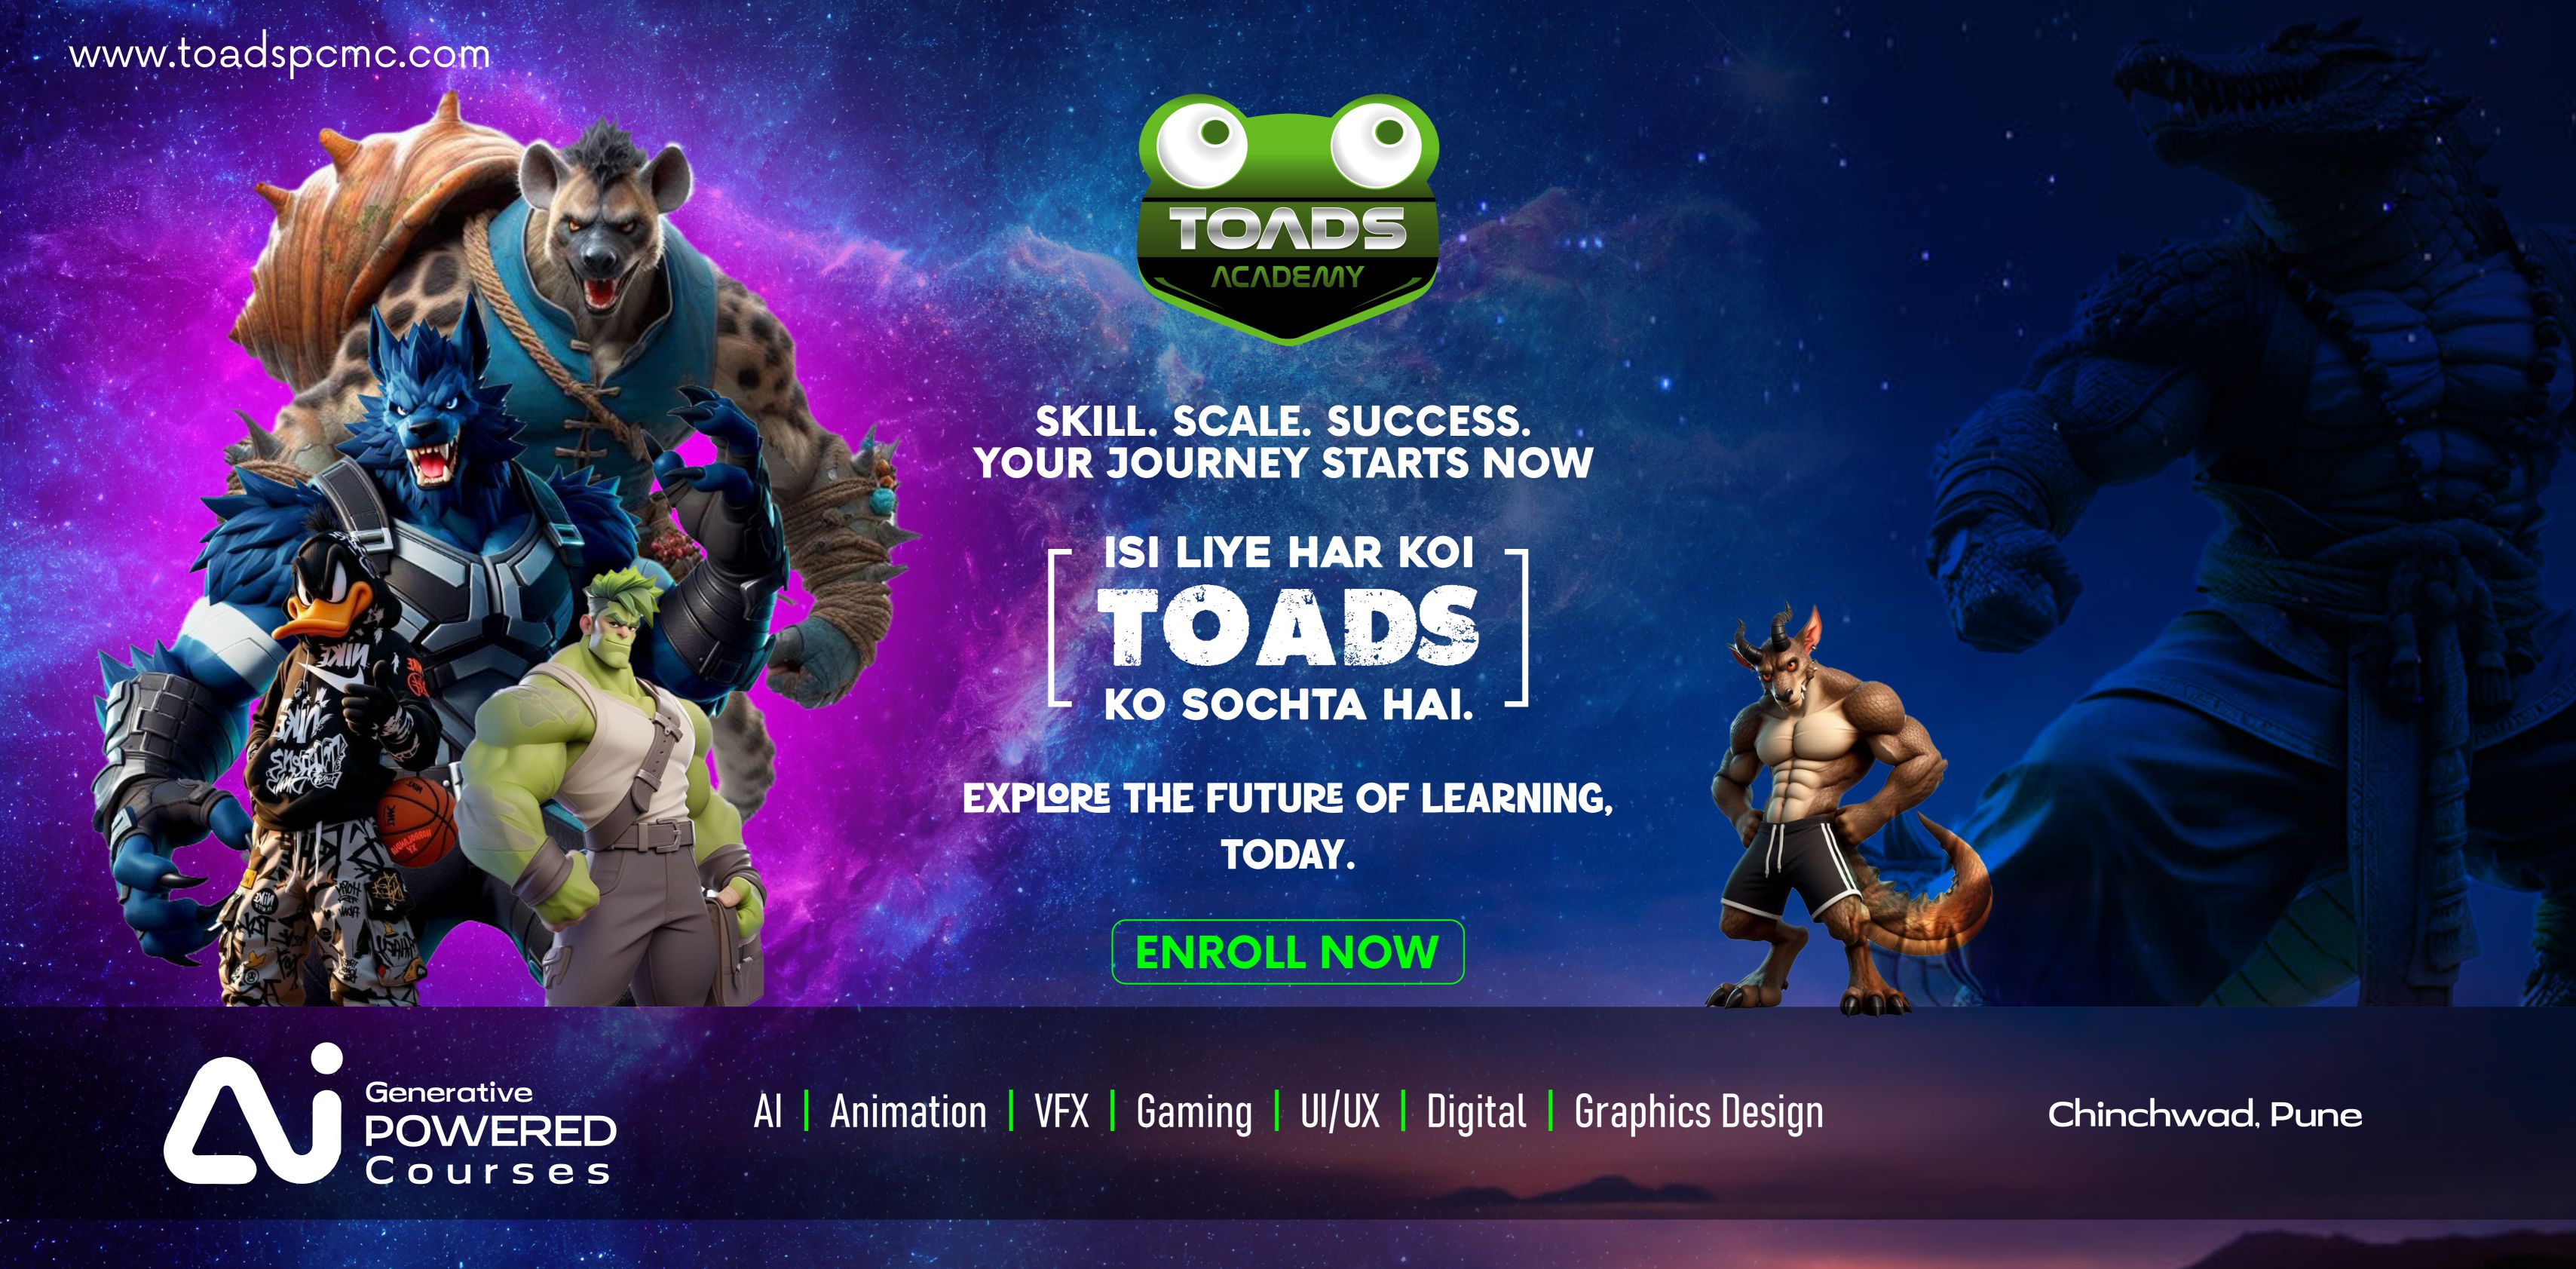 www.toadspcmc.com
TOADS
ACADEMY
SKILL. SCALE. SUCCESS.
YOUR JOURNEY STARTS NOW
ISI LIYE HAR KOI
TOADS
KO SOCHTA HAI.
EXPLORE THE FUTURE OF LEARNING,
TODAY.
ENROLL NOW
Ai
Generative
POWERED
Courses
AI | Animation | VFX | Gaming | UI/UX | Digital | Graphics Design
Chinchwad, Pune